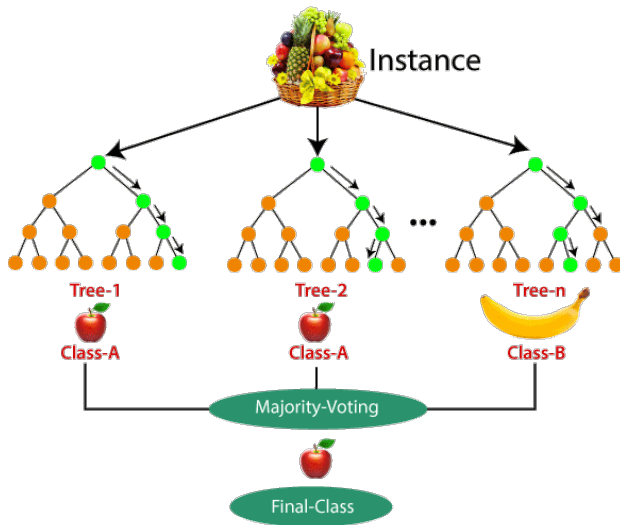 Instance
...
Tree-1
Tree-2
Tree-n
Class-A
Class-A
Class-B
Majority-Voting
Final-Class